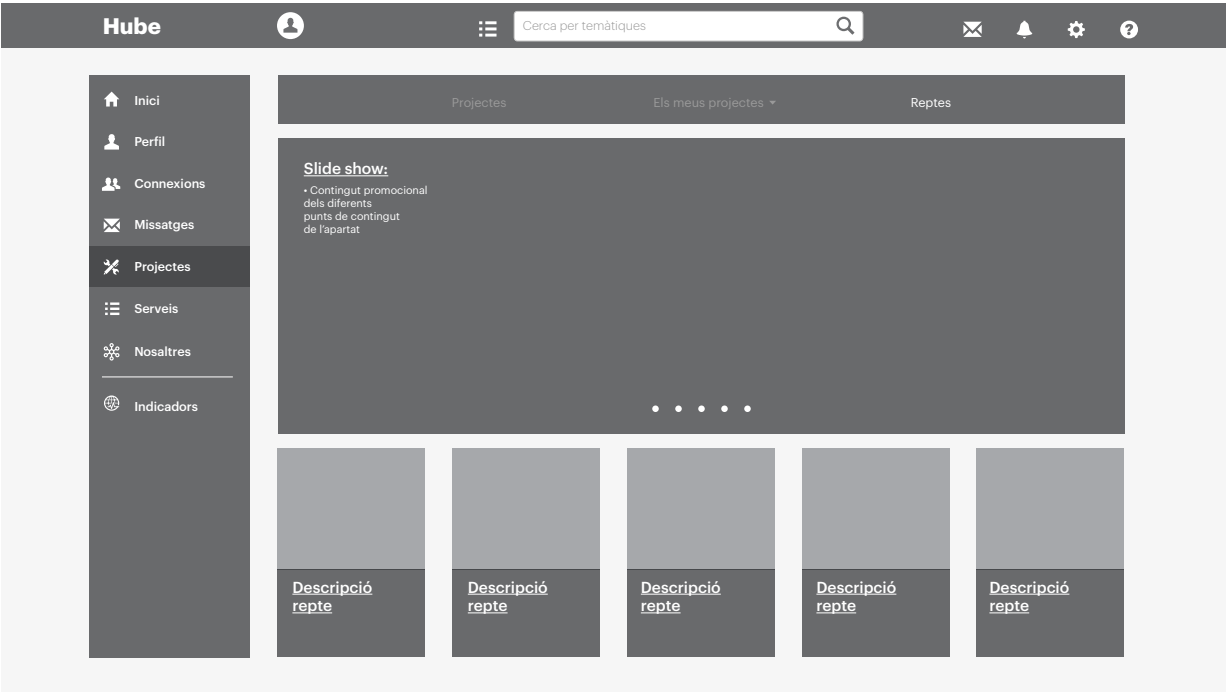 Hube
Cerca per temàtiques
Inici
Perfil
Connexions
Missatges
Projectes
Serveis
Nosaltres
Indicadors
Projectes
Els meus projectes
Reptes
Slide show:
• Contingut promocional
dels diferents
punts de contingut
de l'apartat
Descripció
repte
Descripció
repte
Descripció
repte
Descripció
repte
Descripció
repte